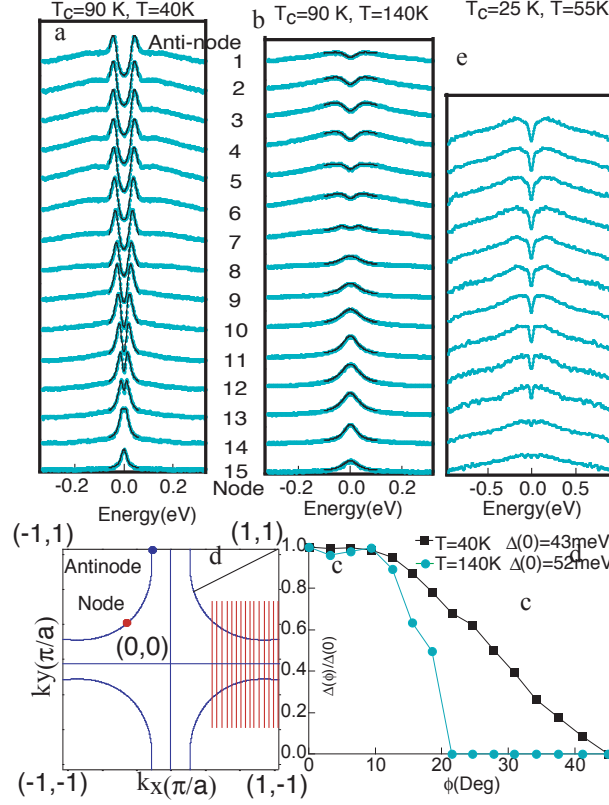 Tc=90 K, T=40K
Tc=90 K, T=140K
Tc=25 K, T=55K
a
b
e
Anti-node
1
2
3
4
5
6
7
8
9
10
11
12
13
14
15
Node
-0.2 0.0 0.2
-0.2 0.0 0.2
-0.5 0.0 0.5
Energy(eV)
Energy(eV)
Energy(eV)
(-1,1)
(1,1)
d
Antinode
Node
(0,0)
ky(π/a)
(-1,-1)
kx(π/a)
(1,-1)
T=40K Δ(0)=43meV
T=140K Δ(0)=52meV
d
c
c
1.0
0.8
0.6
0.4
0.2
0.0
Δ(φ)/Δ(0)
0 10 20 30 40
φ(Deg)